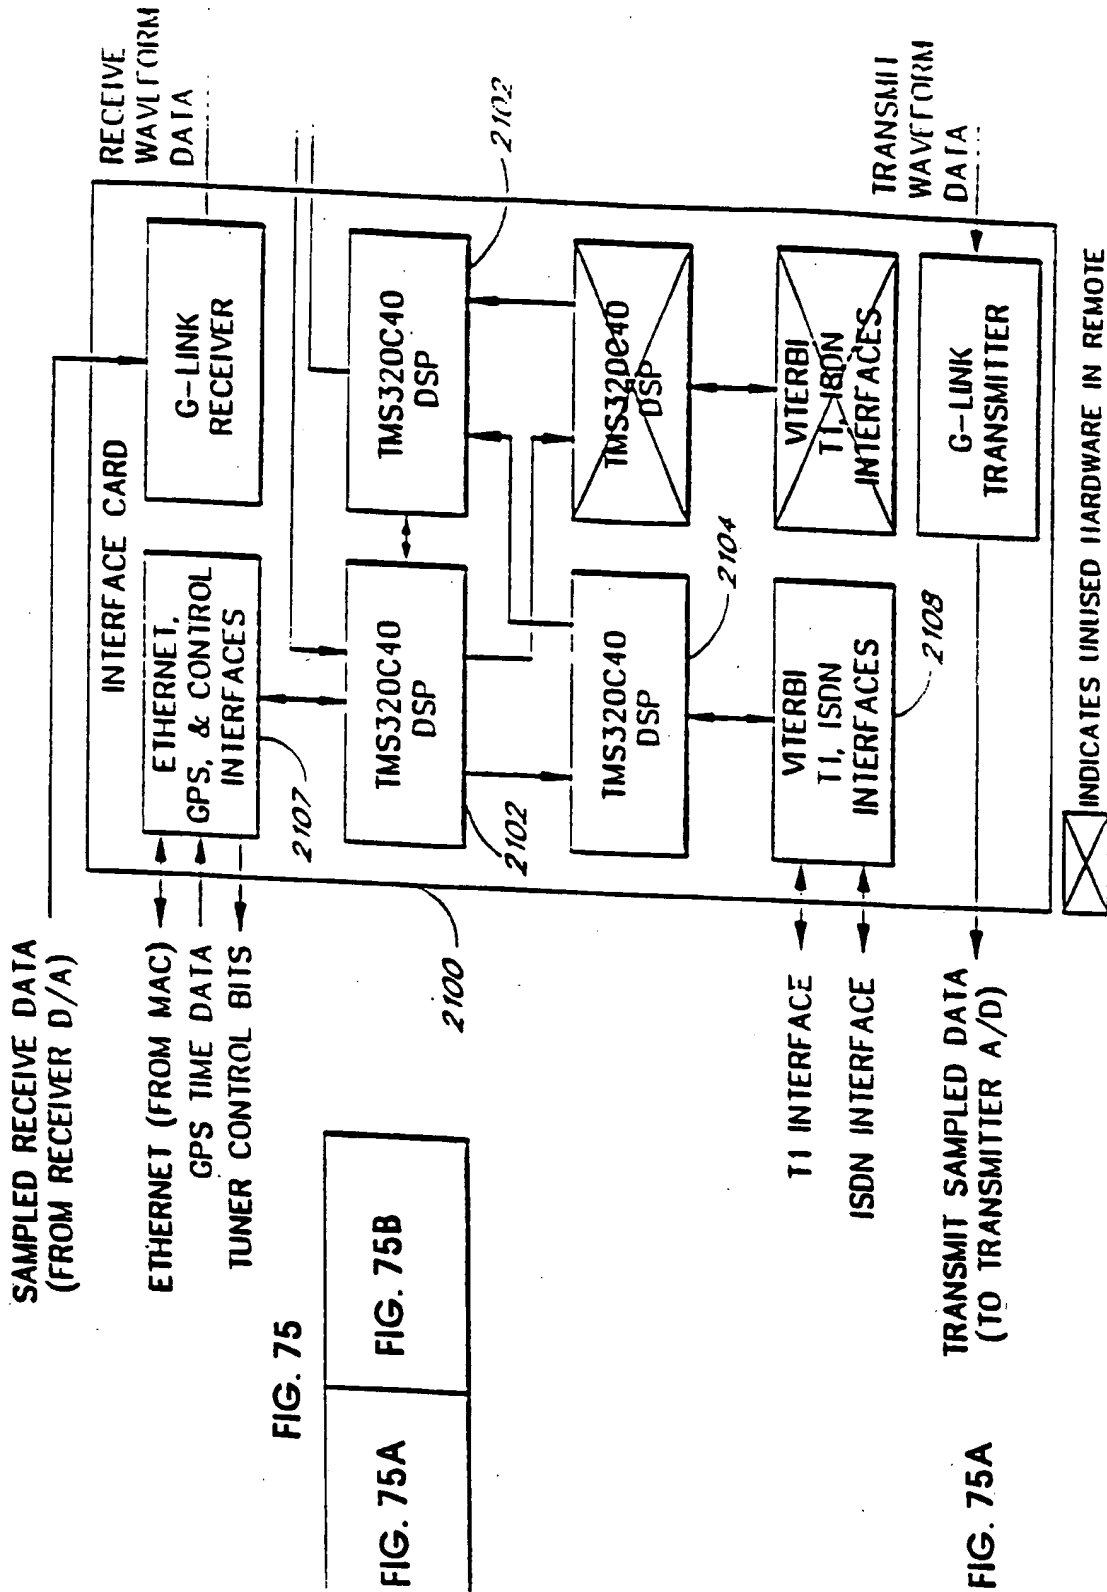 SAMPLED RECEIVE DATA
(FROM RECEIVER D/A)
ETHERNET (FROM MAC)
GPS TIME DATA
TUNER CONTROL BITS
INTERFACE CARD
ETHERNET,
GPS, & CONTROL
INTERFACES
2107
G-LINK
RECEIVER
RECEIVE
WAVEFORM
DATA
FIG. 75
FIG. 75A
FIG. 75B
TMS320C40
DSP
2102
TMS320C40
DSP
2102
2100
TMS320C40
DSP
2104
TMS320C40
DSP
T1 INTERFACE
ISDN INTERFACE
VITERBI
T1, ISDN
INTERFACES
2108
VITERBI
T1, ISDN
INTERFACES
TRANSMIT
WAVEFORM
DATA
G-LINK
TRANSMITTER
TRANSMIT SAMPLED DATA
(TO TRANSMITTER A/D)
INDICATES UNUSED HARDWARE IN REMOTE
FIG. 75A